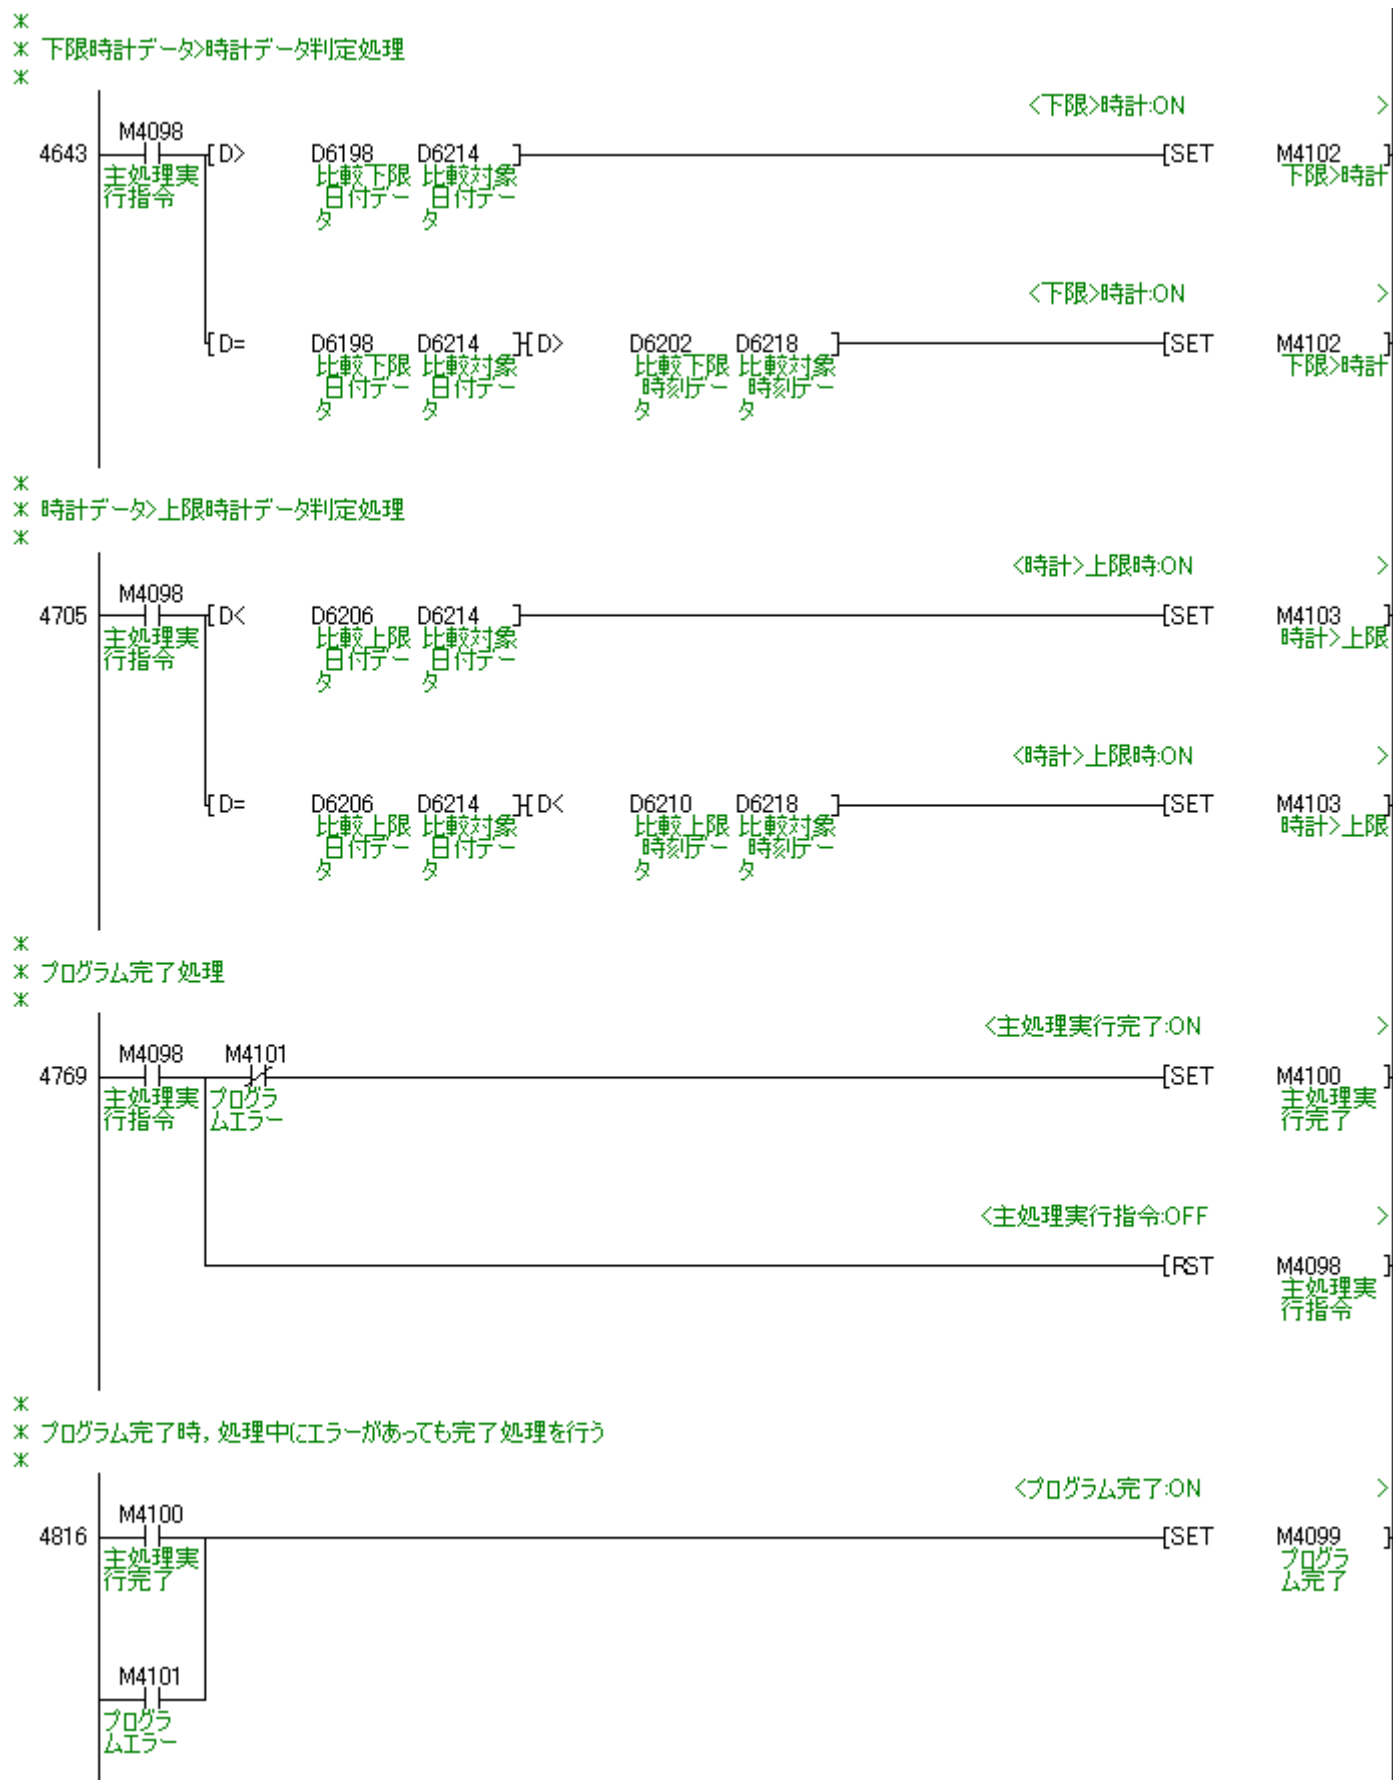 *
* 下限時計データ>時計データ判定処理
*
<下限>時計:ON >
M4098
4643 [D> D6198 D6214 ] [SET M4102 ]
主処理実 比較下限 比較対象 下限>時計
行指令 日付デー 日付デー
タ タ
<下限>時計:ON >
[D= D6198 D6214 ][D> D6202 D6218 ] [SET M4102 ]
比較下限 比較対象 比較下限 比較対象 下限>時計
日付デー 日付デー 時刻デー 時刻デー
タ タ タ タ
*
* 時計データ>上限時計データ判定処理
*
<時計>上限時:ON >
M4098
4705 [D< D6206 D6214 ] [SET M4103 ]
主処理実 比較上限 比較対象 時計>上限
行指令 日付デー 日付デー
タ タ
<時計>上限時:ON >
[D= D6206 D6214 ][D< D6210 D6218 ] [SET M4103 ]
比較上限 比較対象 比較上限 比較対象 時計>上限
日付デー 日付デー 時刻デー 時刻デー
タ タ タ タ
*
* プログラム完了処理
*
<主処理実行完了:ON >
M4098 M4101
4769 [SET M4100 ]
主処理実 プログラ 主処理実
行指令 ムエラー 行完了
<主処理実行指令:OFF >
[RST M4098 ]
主処理実
行指令
*
* プログラム完了時,処理中にエラーがあっても完了処理を行う
*
<プログラム完了:ON >
M4100
4816 [SET M4099 ]
主処理実 プログラ
行完了 ム完了
M4101
プログラ
ムエラー